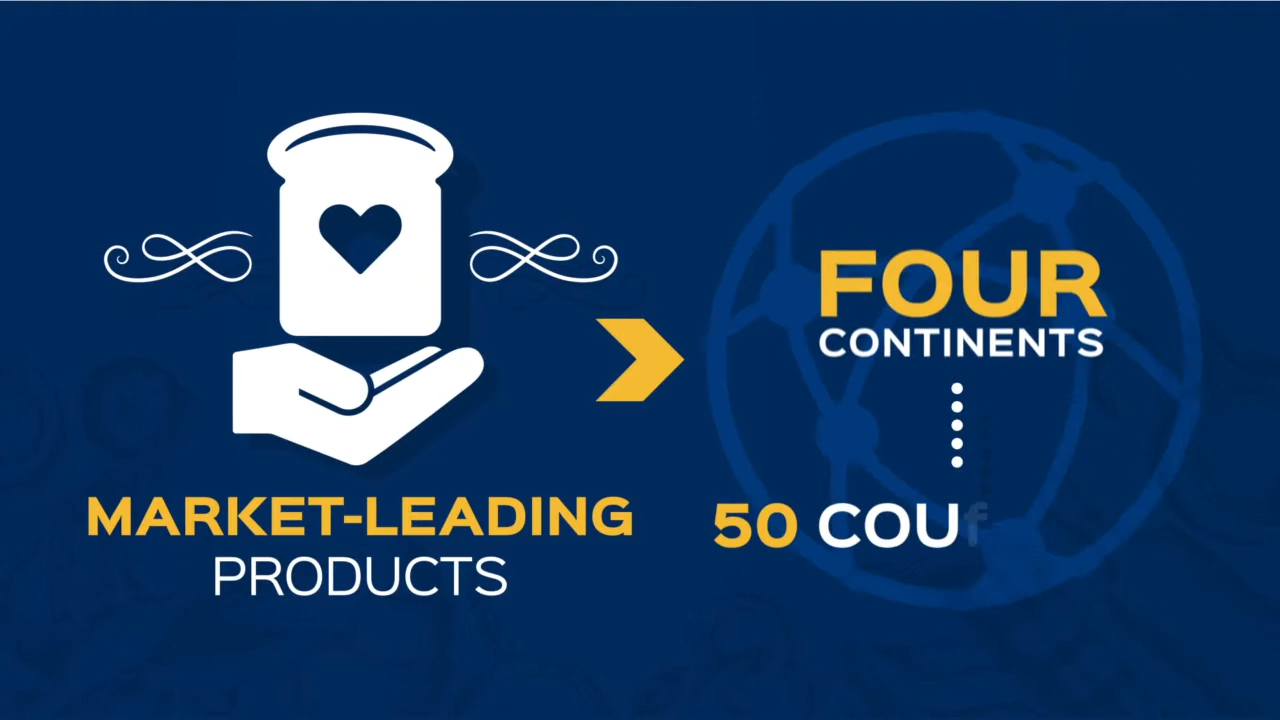 MARKET-LEADING
PRODUCTS
FOUR
CONTINENTS
50 COU